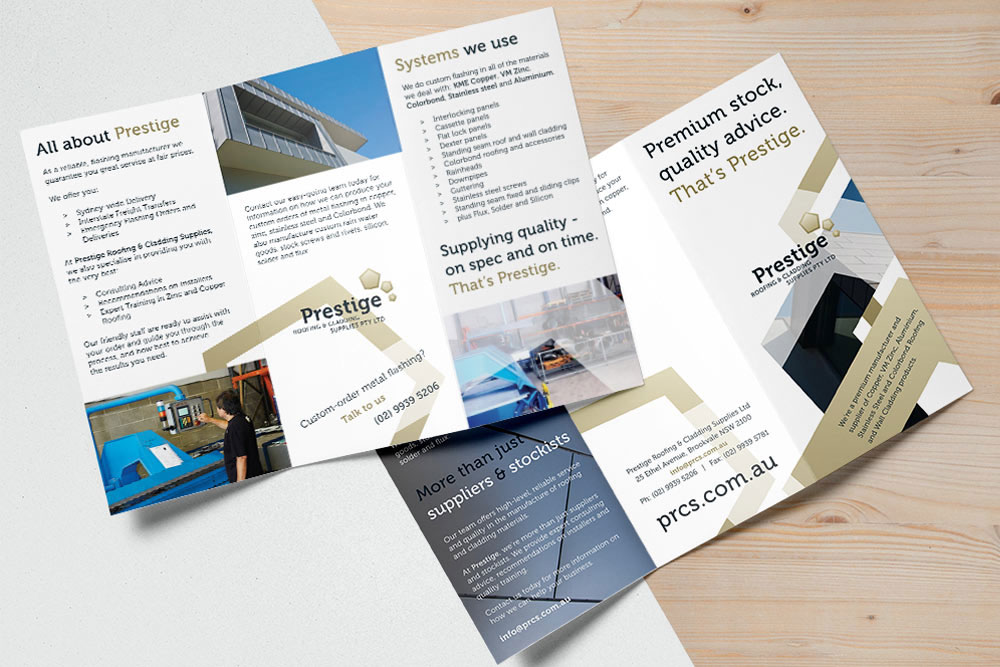 All about Prestige
As a reliable, flashing manufacturer we
guarantee you great service at fair prices.
We offer you:
> Sydney-wide Delivery
> Interstate Freight Transfers
> Emergency Flashing Orders and
Deliveries
At Prestige Roofing & Cladding Supplies,
we also specialise in providing you with
the very best:
> Consulting Advice
> Recommendations on Installers
> Expert Training in Zinc and Copper
Roofing
Our friendly staff are ready to assist with
your order and guide you through the
process, and how best to achieve
the results you need.
Contact our easy-going team today for
information on how we can produce your
custom orders of metal flashing in copper,
zinc, stainless steel and Colorbond. We
also manufacture custom rain water
goods, stock screws and rivets, silicon,
solder and flux
Prestige
ROOFING & CLADDING
SUPPLIES PTY LTD
Custom-order metal flashing?
Talk to us
(02) 9939 5206
Systems we use
We do custom flashing in all of the materials
we deal with: KME Copper, VM Zinc,
Colorbond, Stainless steel and Aluminium.
> Interlocking panels
> Cassette panels
> Flat lock panels
> Dexter panels
> Standing seam roof and wall cladding
> Colorbond roofing and accessories
> Rainheads
> Downpipes
> Guttering
> Stainless steel screws
> Standing seam fixed and sliding clips
> plus Flux, Solder and Silicon
Supplying quality -
on spec and on time.
That's Prestige.
for
ce your
n copper,
nd.
solder and flux
More than just
suppliers & stockists
Our team offers high-level, reliable service
and quality in the manufacture of roofing
and cladding materials.
At Prestige, we're more than just suppliers
and stockists. We provide expert consulting
advice, recommendations on installers and
quality training.
Contact us today for more information on
how we can help your business.
info@prcs.com.au
Prestige Roofing & Cladding Supplies Ltd
25 Ethel Avenue, Brookvale NSW 2100
info@prcs.com.au
Ph: (02) 9939 5206 | Fax: (02) 9939 5781
prcs.com.au
Premium stock,
quality advice.
That's Prestige.
Prestige
ROOFING & CLADDING
SUPPLIES PTY LTD
We're a premium manufacturer and
supplier of Copper, VM Zinc, Aluminium,
Stainless Steel and Colorbond Roofing
and Wall Cladding products